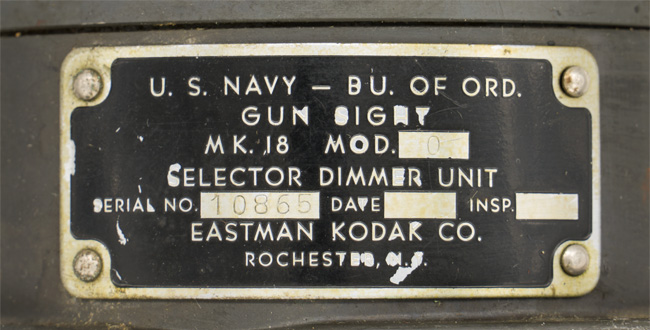 U. S. NAVY — BU. OF ORD.
GUN SIGHT
MK. 18 MOD. 0
SELECTOR DIMMER UNIT
SERIAL NO. 10865 DATE INSP.
EASTMAN KODAK CO.
ROCHESTER, N.Y.